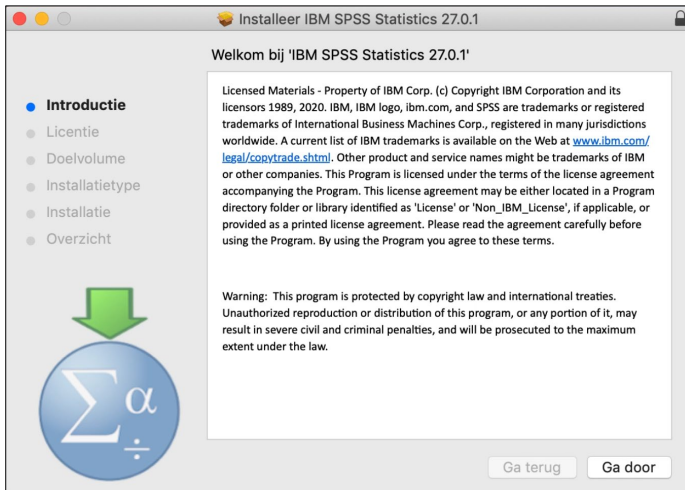 Installeer IBM SPSS Statistics 27.0.1
Welkom bij 'IBM SPSS Statistics 27.0.1'
Introductie
Licentie
Doelvolume
Installatietype
Installatie
Overzicht
Licensed Materials - Property of IBM Corp. (c) Copyright IBM Corporation and its
licensors 1989, 2020. IBM, IBM logo, ibm.com, and SPSS are trademarks or registered
trademarks of International Business Machines Corp., registered in many jurisdictions
worldwide. A current list of IBM trademarks is available on the Web at www.ibm.com/
legal/copytrade.shtml. Other product and service names might be trademarks of IBM
or other companies. This Program is licensed under the terms of the license agreement
accompanying the Program. This license agreement may be either located in a Program
directory folder or library identified as 'License' or 'Non_IBM_License', if applicable, or
provided as a printed license agreement. Please read the agreement carefully before
using the Program. By using the Program you agree to these terms.
Warning:  This program is protected by copyright law and international treaties.
Unauthorized reproduction or distribution of this program, or any portion of it, may
result in severe civil and criminal penalties, and will be prosecuted to the maximum
extent under the law.
Σ α
÷
Ga terug
Ga door